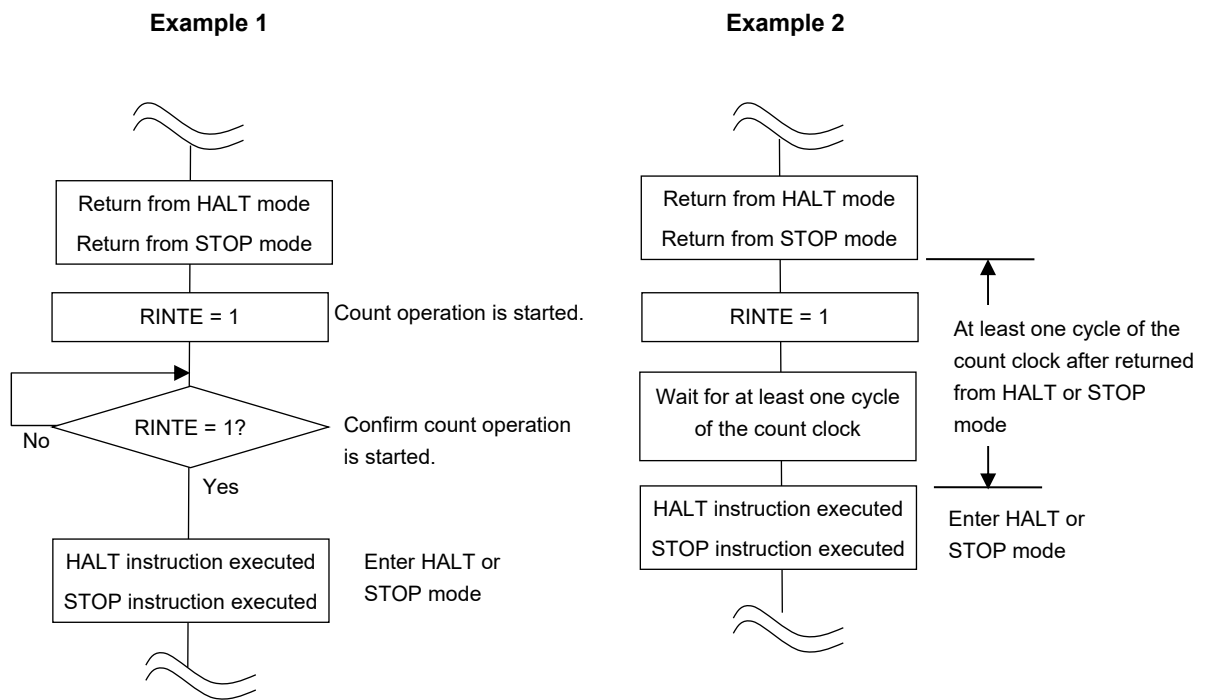 Example 1
Return from HALT mode
Return from STOP mode
RINTE = 1
Count operation is started.
RINTE = 1?
No
Confirm count operation
is started.
Yes
HALT instruction executed
STOP instruction executed
Enter HALT or
STOP mode
Example 2
Return from HALT mode
Return from STOP mode
RINTE = 1
Wait for at least one cycle
of the count clock
At least one cycle of the
count clock after returned
from HALT or STOP
mode
HALT instruction executed
STOP instruction executed
Enter HALT or
STOP mode